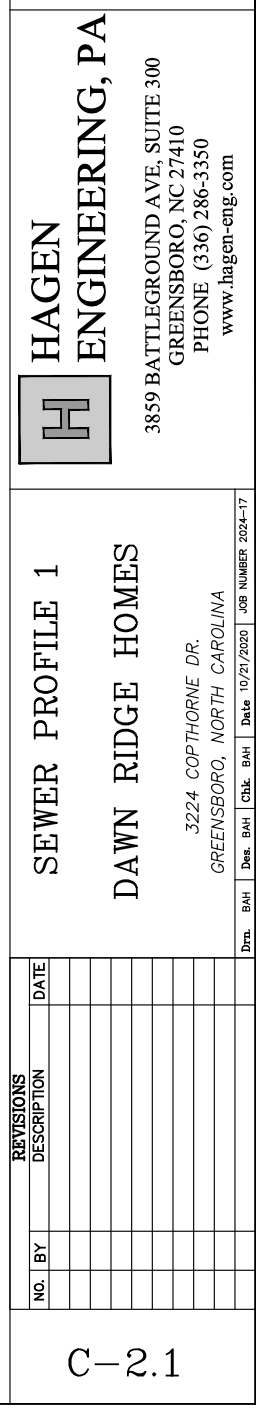 H
HAGEN
ENGINEERING, PA
3859 BATTLEGROUND AVE, SUITE 300
GREENSBORO, NC 27410
PHONE (336) 286-3350
www.hagen-eng.com
SEWER PROFILE 1
DAWN RIDGE HOMES
3224 COPTHORNE DR.
GREENSBORO, NORTH CAROLINA
Drn. BAH Des. BAH Chk. BAH Date 10/21/2020 JOB NUMBER 2024-17
REVISIONS
NO. BY DESCRIPTION DATE
C-2.1